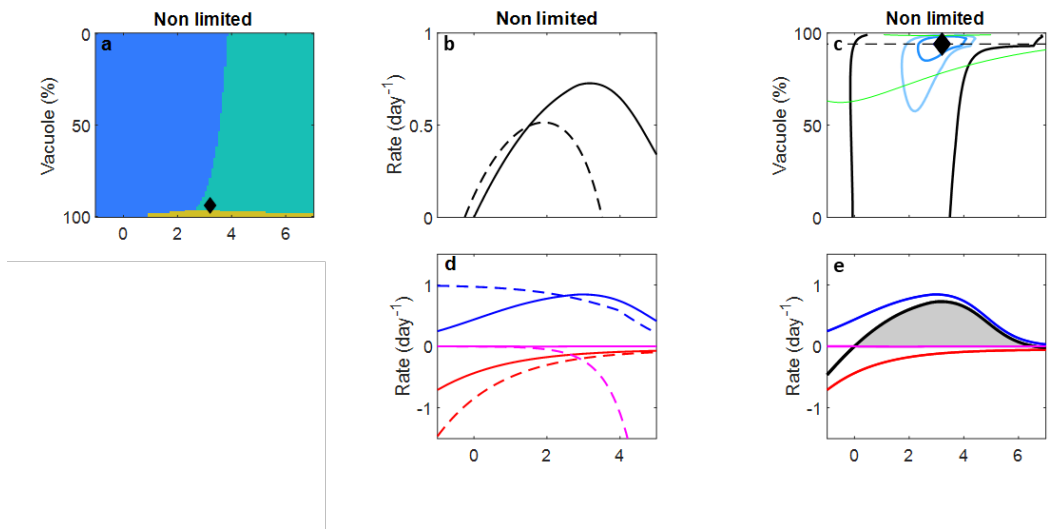 Non limited
a
0
50
100
Vacuole (%)
0 2 4 6
b
1
0.5
0
Rate (day⁻¹)
Non limited
c
100
50
0
Vacuole (%)
d
1
0
-1
Rate (day⁻¹)
0 2 4
e
1
0
-1
Rate (day⁻¹)
0 2 4 6